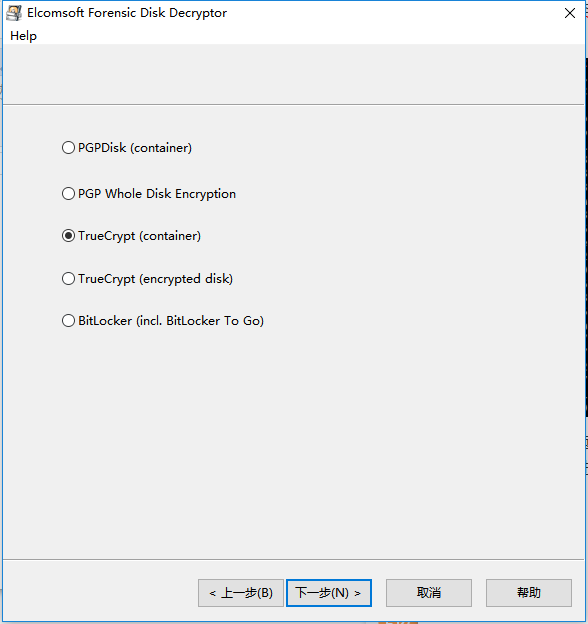 Elcomsoft Forensic Disk Decryptor
Help
PGPDisk (container)
PGP Whole Disk Encryption
TrueCrypt (container)
TrueCrypt (encrypted disk)
BitLocker (incl. BitLocker To Go)
< 上一步(B) 下一步(N) > 取消 帮助